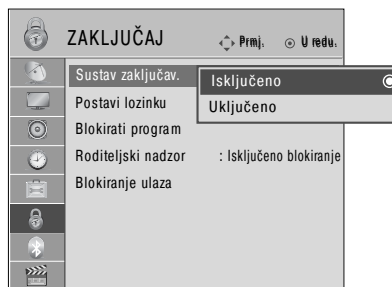 ZAKLJUČAJ Prmj. U redu.
Sustav zaključav. Isključeno
Postavi lozinku Uključeno
Blokirati program
Roditeljski nadzor : Isključeno blokiranje
Blokiranje ulaza